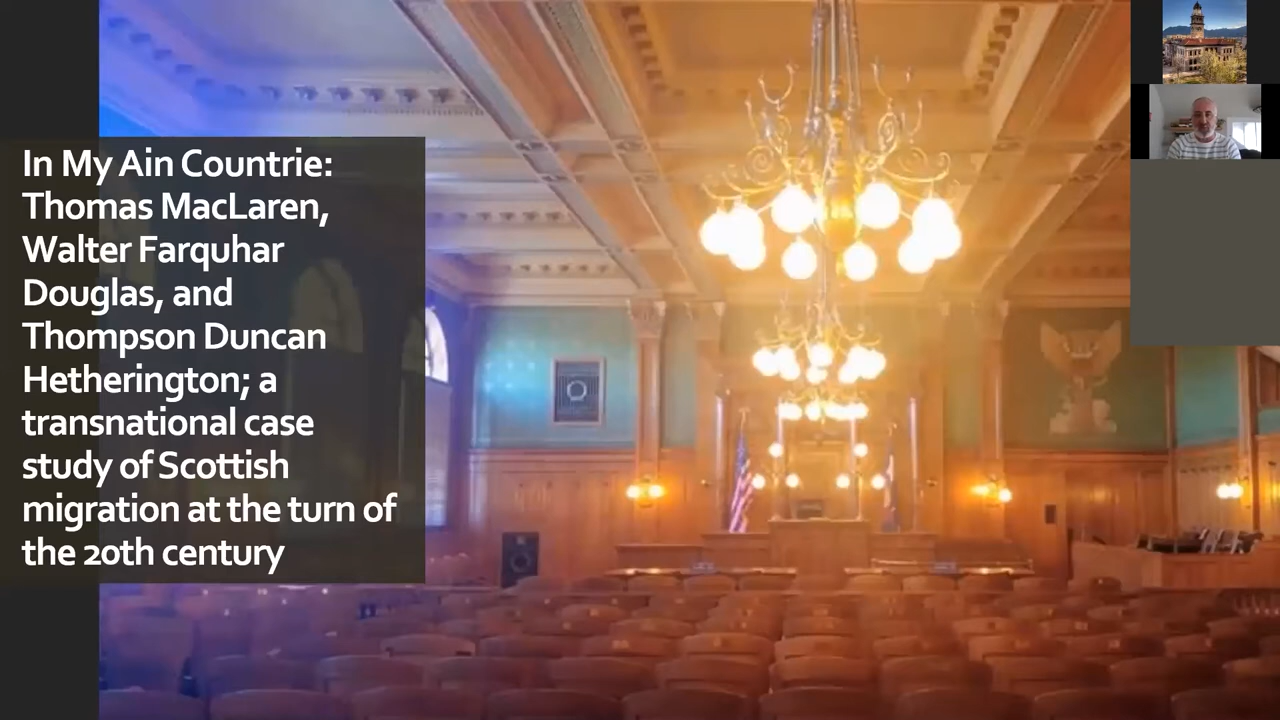 In My Ain Countrie:
Thomas MacLaren,
Walter Farquhar
Douglas, and
Thompson Duncan
Hetherington; a
transnational case
study of Scottish
migration at the turn of
the 20th century